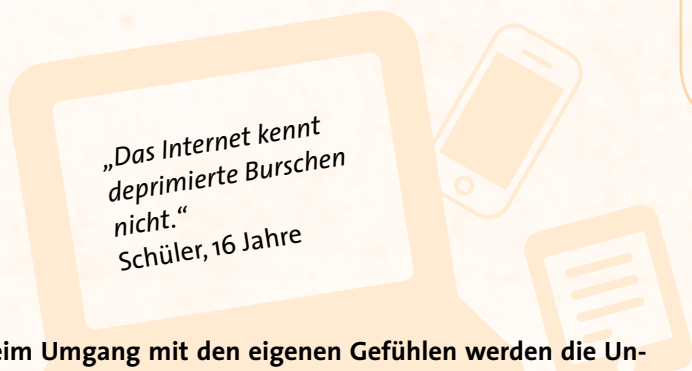 „Das Internet kennt
deprimierte Burschen
nicht.“
Schüler, 16 Jahre
eim Umgang mit den eigenen Gefühlen werden die Un-